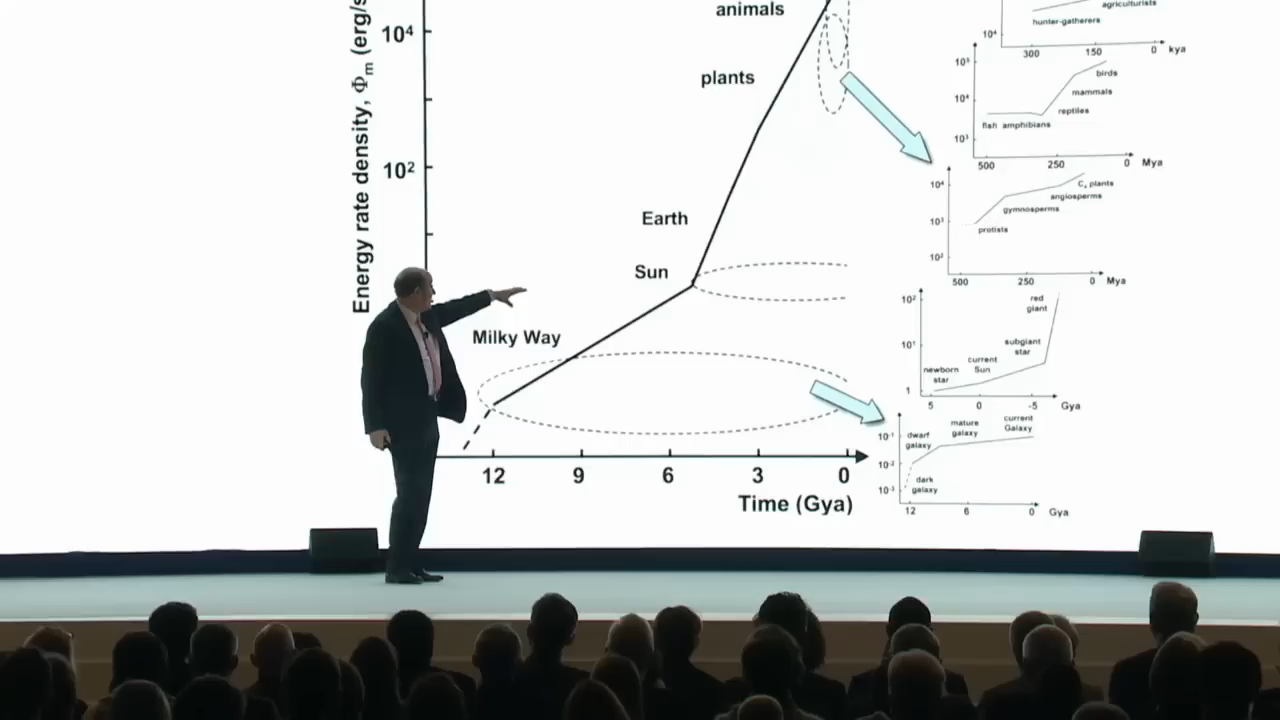 Energy rate density, Φm (erg/s
10⁴
10²
animals
plants
Earth
Sun
Milky Way
12 9 6 3 0
Time (Gya)
agriculturists
hunter-gatherers
10⁴
300 150 0 kya
10⁵
10⁴
10³
birds
mammals
reptiles
fish amphibians
500 250 0 Mya
10⁴
10³
10²
C₄ plants
angiosperms
gymnosperms
protists
500 250 0 Mya
10²
10¹
1
red
giant
subgiant
star
current
Sun
newborn
star
5 0 -5 Gya
10⁻¹
10⁻²
10⁻³
current
Galaxy
mature
galaxy
dwarf
galaxy
dark
galaxy
12 6 0 Gya